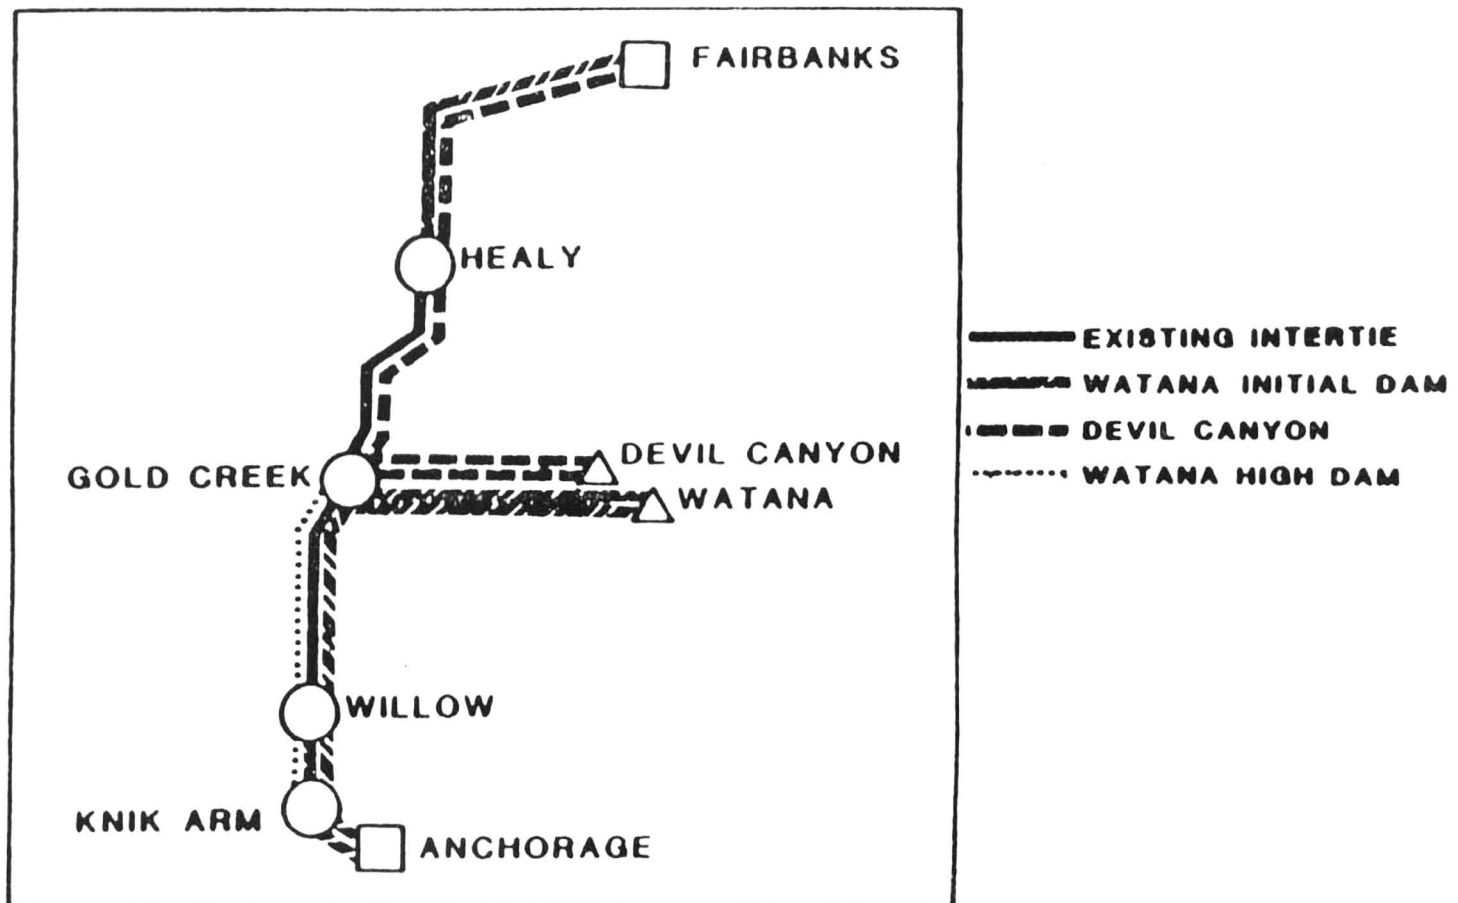 FAIRBANKS
HEALY
GOLD CREEK
DEVIL CANYON
WATANA
WILLOW
KNIK ARM
ANCHORAGE
EXISTING INTERTIE
WATANA INITIAL DAM
DEVIL CANYON
WATANA HIGH DAM